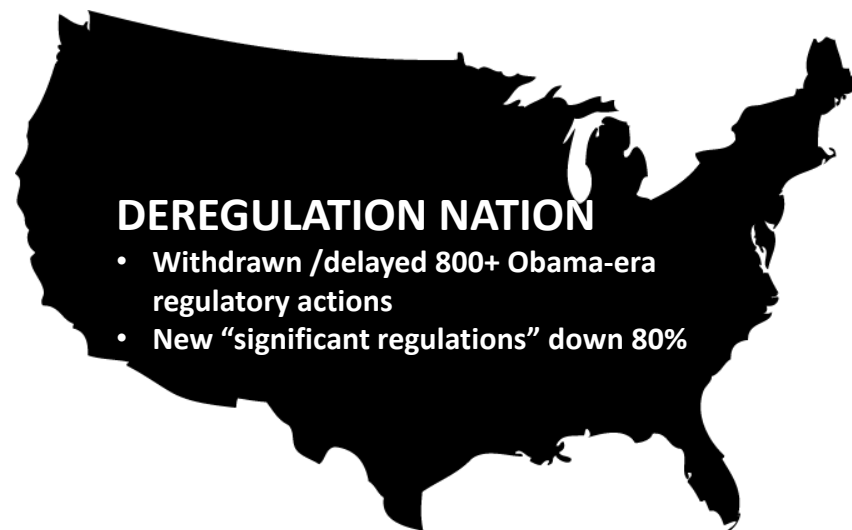 DEREGULATION NATION
• Withdrawn /delayed 800+ Obama-era
regulatory actions
• New “significant regulations” down 80%